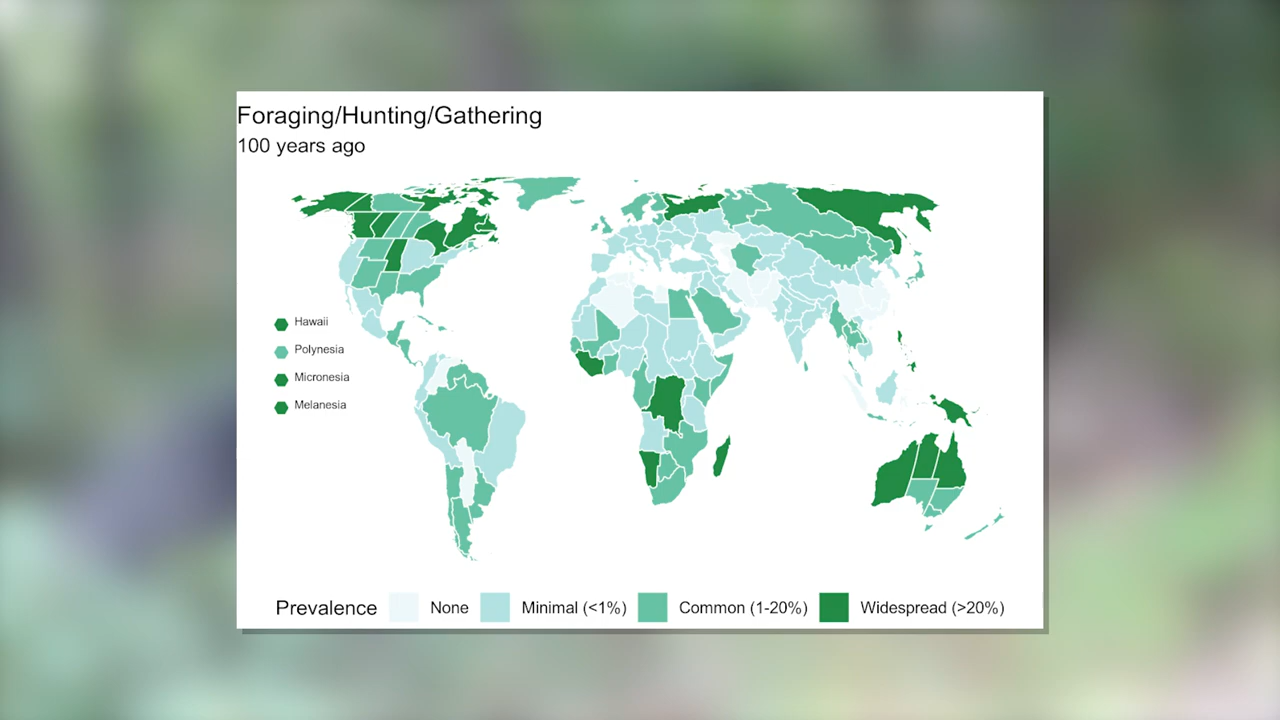 Foraging/Hunting/Gathering
100 years ago
Hawaii
Polynesia
Micronesia
Melanesia
Prevalence None Minimal (<1%) Common (1-20%) Widespread (>20%)